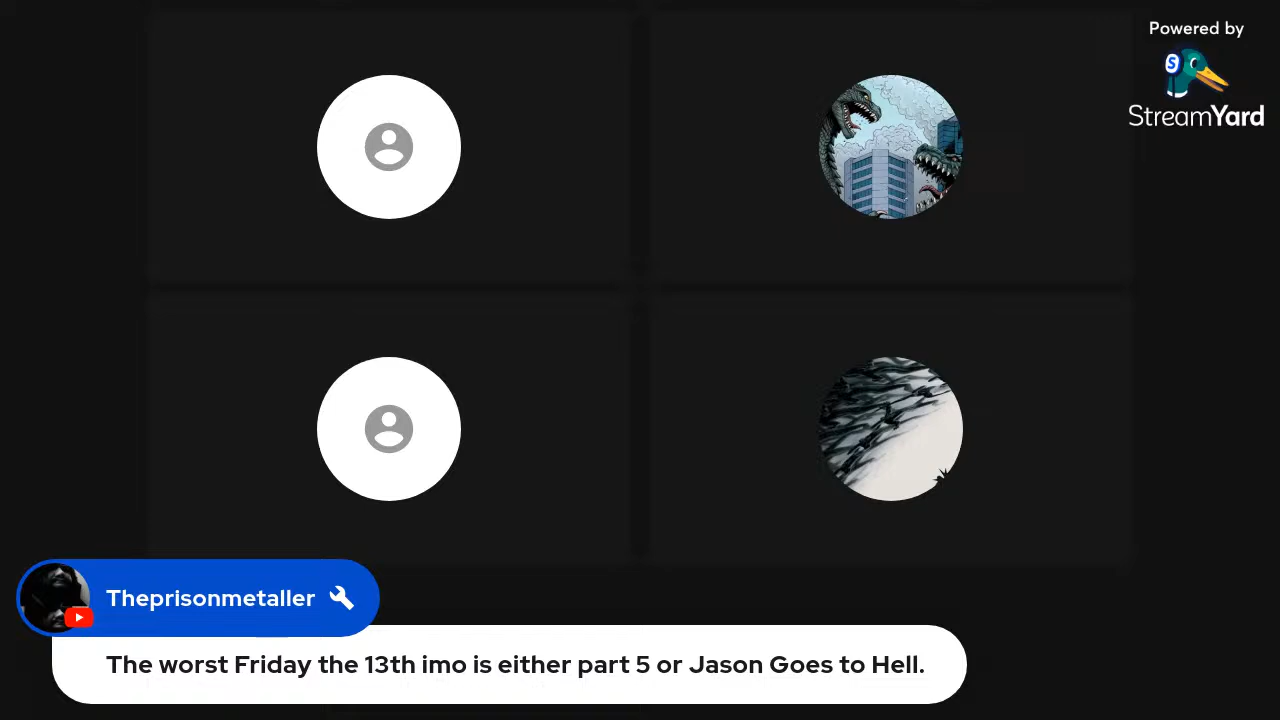 Powered by
S
StreamYard
Theprisonmetaller
The worst Friday the 13th imo is either part 5 or Jason Goes to Hell.